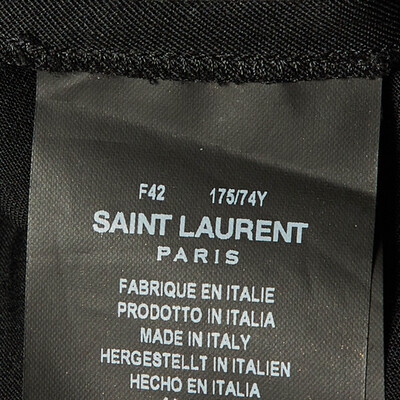 F42 175/74Y
SAINT LAURENT
PARIS
FABRIQUE EN ITALIE
PRODOTTO IN ITALIA
MADE IN ITALY
HERGESTELLT IN ITALIEN
HECHO EN ITALIA